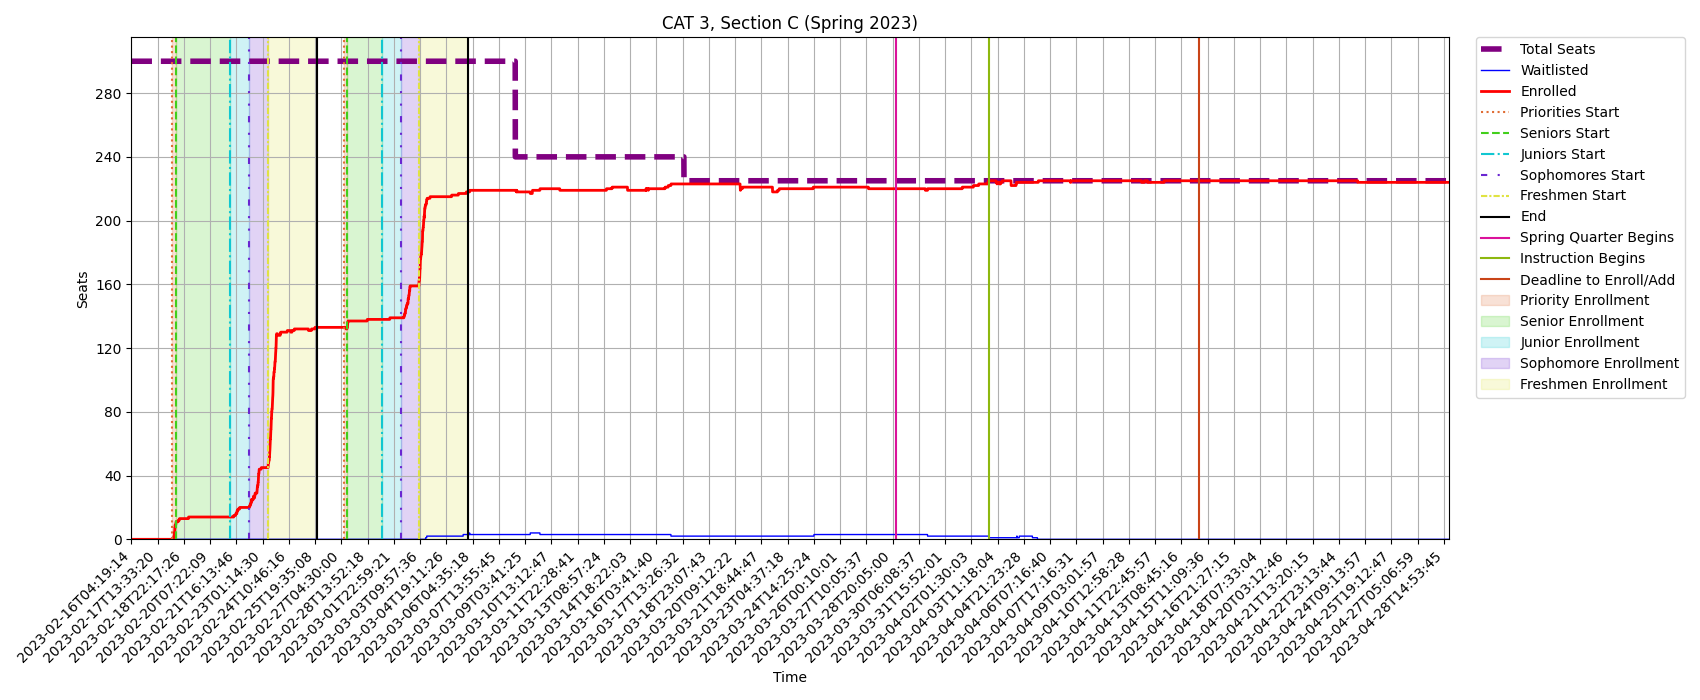 CAT 3, Section C (Spring 2023)
Seats
280
240
200
160
120
80
40
0
2023-02-16T04:19:14
2023-02-17T13:33:20
2023-02-18T22:17:26
2023-02-20T07:22:09
2023-02-21T16:13:46
2023-02-23T01:14:30
2023-02-24T10:46:16
2023-02-25T19:35:08
2023-02-27T04:30:00
2023-02-28T13:52:18
2023-03-01T22:59:21
2023-03-03T09:57:36
2023-03-04T19:11:26
2023-03-06T04:35:18
2023-03-07T13:55:45
2023-03-09T03:41:25
2023-03-10T13:12:47
2023-03-11T22:28:41
2023-03-13T08:57:24
2023-03-14T18:22:03
2023-03-16T03:41:40
2023-03-17T13:26:32
2023-03-18T23:07:43
2023-03-20T09:12:22
2023-03-21T18:44:47
2023-03-23T04:37:18
2023-03-24T14:25:24
2023-03-26T00:10:01
2023-03-27T10:05:37
2023-03-28T20:05:00
2023-03-30T06:08:37
2023-03-31T15:52:01
2023-04-02T01:30:03
2023-04-03T11:18:04
2023-04-04T21:23:28
2023-04-06T07:16:40
2023-04-07T17:16:31
2023-04-09T03:01:57
2023-04-10T12:58:28
2023-04-11T22:45:57
2023-04-13T08:45:16
2023-04-15T11:09:36
2023-04-16T21:27:15
2023-04-18T07:33:04
2023-04-20T03:12:46
2023-04-21T13:20:15
2023-04-22T23:13:44
2023-04-24T09:13:57
2023-04-25T19:12:47
2023-04-27T05:06:59
2023-04-28T14:53:45
Time
Total Seats
Waitlisted
Enrolled
Priorities Start
Seniors Start
Juniors Start
Sophomores Start
Freshmen Start
End
Spring Quarter Begins
Instruction Begins
Deadline to Enroll/Add
Priority Enrollment
Senior Enrollment
Junior Enrollment
Sophomore Enrollment
Freshmen Enrollment